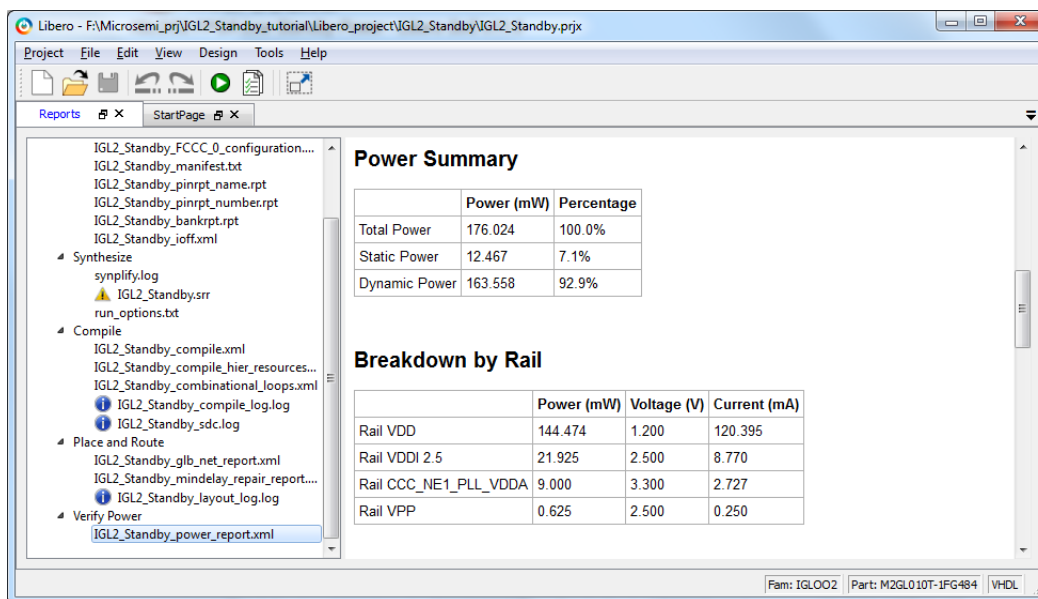 Libero - F:\Microsemi_prj\IGL2_Standby_tutorial\Libero_project\IGL2_Standby\IGL2_Standby.prjx
Project File Edit View Design Tools Help
Reports StartPage
IGL2_Standby_FCCC_0_configuration....
IGL2_Standby_manifest.txt
IGL2_Standby_pinrpt_name.rpt
IGL2_Standby_pinrpt_number.rpt
IGL2_Standby_bankrpt.rpt
IGL2_Standby_ioff.xml
Synthesize
synplify.log
IGL2_Standby.srr
run_options.txt
Compile
IGL2_Standby_compile.xml
IGL2_Standby_compile_hier_resources...
IGL2_Standby_combinational_loops.xml
IGL2_Standby_compile_log.log
IGL2_Standby_sdc.log
Place and Route
IGL2_Standby_glb_net_report.xml
IGL2_Standby_mindelay_repair_report....
IGL2_Standby_layout_log.log
Verify Power
IGL2_Standby_power_report.xml
Power Summary
Power (mW) Percentage
Total Power 176.024 100.0%
Static Power 12.467 7.1%
Dynamic Power 163.558 92.9%
Breakdown by Rail
Power (mW) Voltage (V) Current (mA)
Rail VDD 144.474 1.200 120.395
Rail VDDI 2.5 21.925 2.500 8.770
Rail CCC_NE1_PLL_VDDA 9.000 3.300 2.727
Rail VPP 0.625 2.500 0.250
Fam: IGLOO2 Part: M2GL010T-1FG484 VHDL